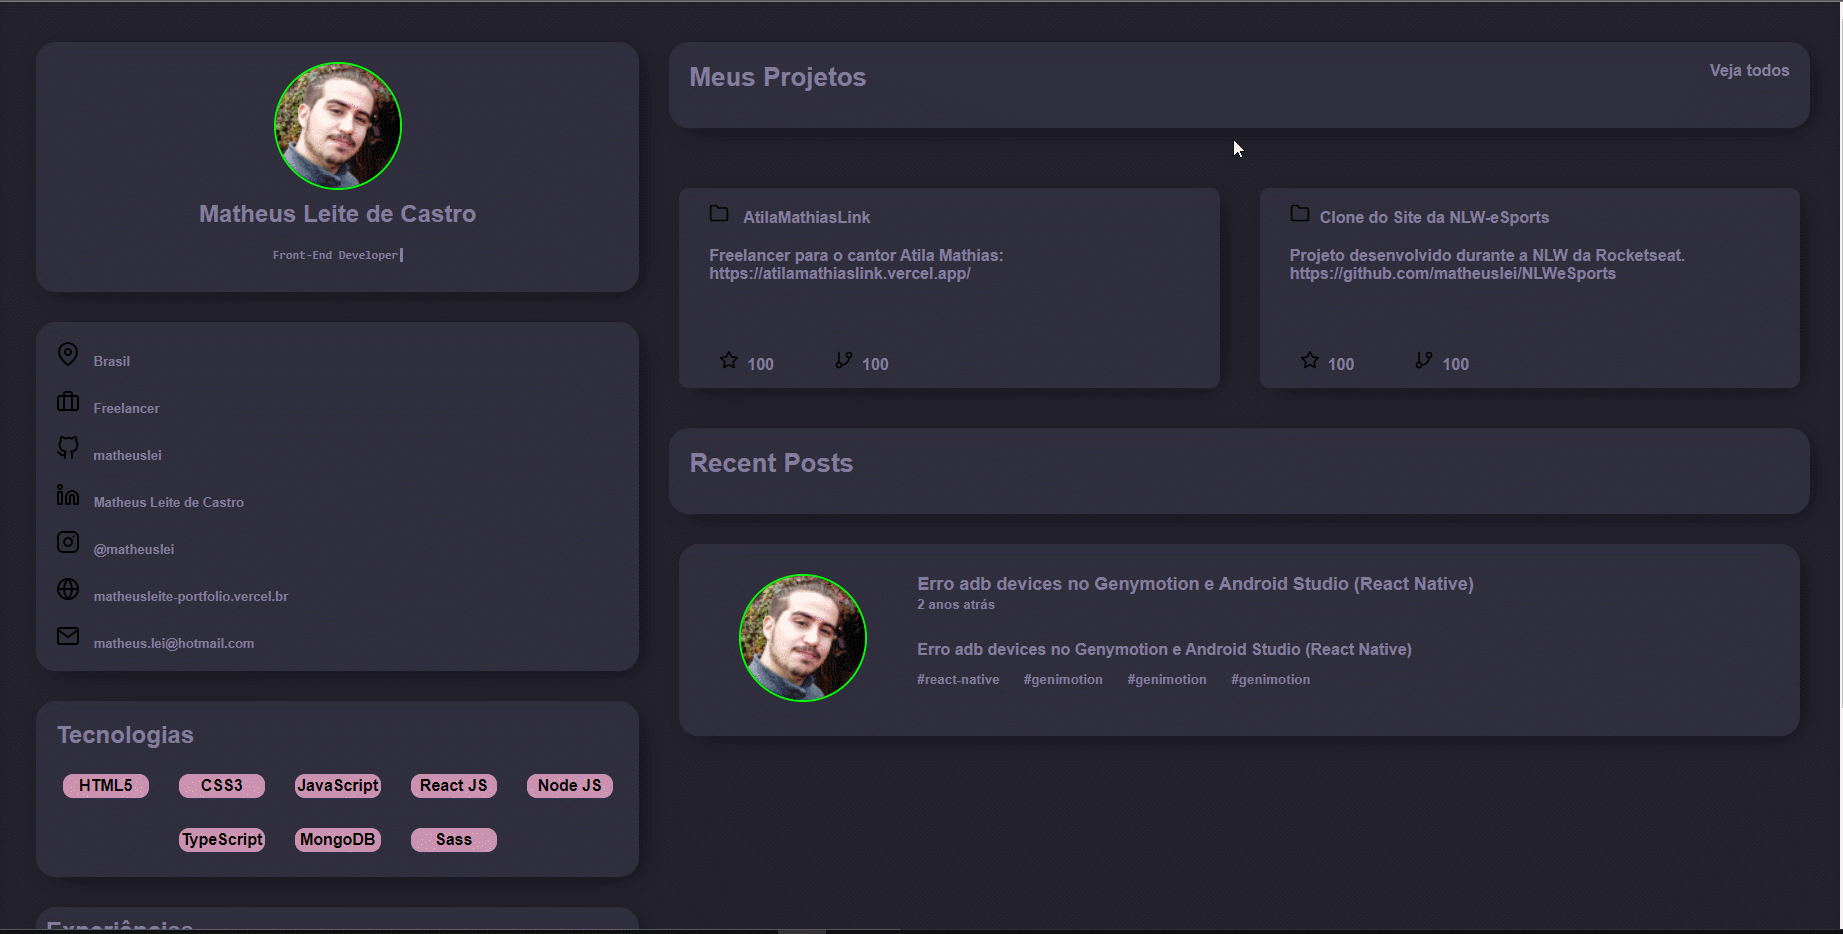 Matheus Leite de Castro
Front-End Developer
Brasil
Freelancer
matheuslei
Matheus Leite de Castro
@matheuslei
matheusleite-portfolio.vercel.br
matheus.lei@hotmail.com
Tecnologias
HTML5 CSS3 JavaScript React JS Node JS
TypeScript MongoDB Sass
Experiências
Meus Projetos
Veja todos
AtilaMathiasLink
Freelancer para o cantor Atila Mathias:
https://atilamathiaslink.vercel.app/
100 100
Clone do Site da NLW-eSports
Projeto desenvolvido durante a NLW da Rocketseat.
https://github.com/matheuslei/NLWeSports
100 100
Recent Posts
Erro adb devices no Genymotion e Android Studio (React Native)
2 anos atrás
Erro adb devices no Genymotion e Android Studio (React Native)
#react-native #genimotion #genimotion #genimotion